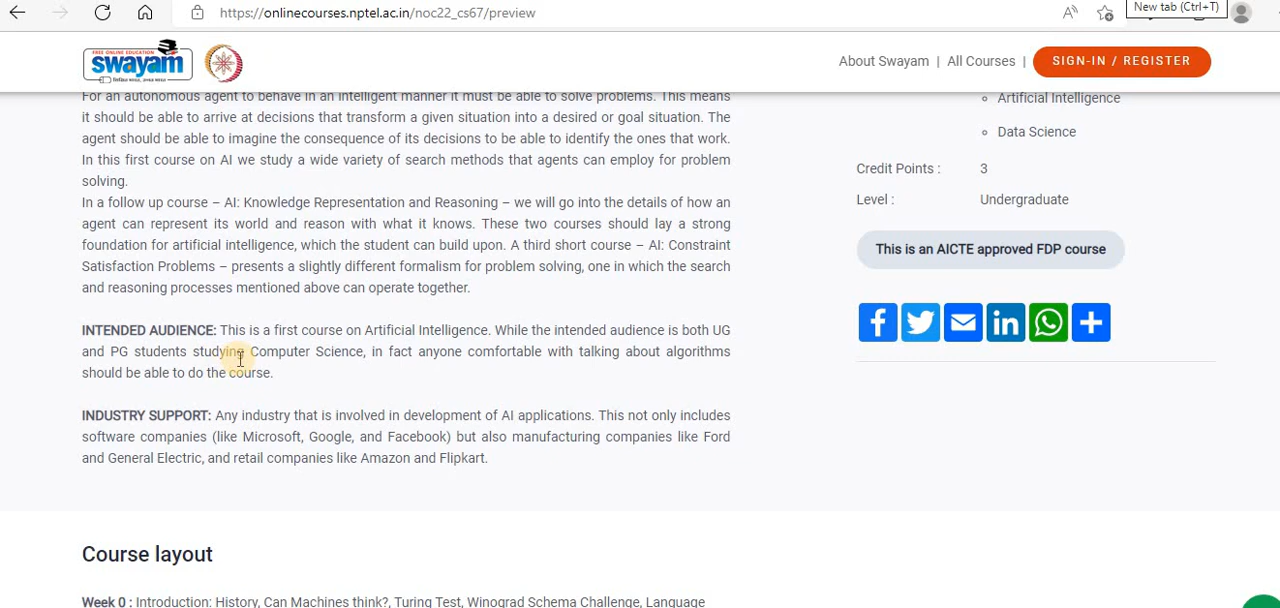 New tab (Ctrl+T)
https://onlinecourses.nptel.ac.in/noc22_cs67/preview
FREE ONLINE EDUCATION
swayam
About Swayam | All Courses | SIGN-IN / REGISTER
For an autonomous agent to behave in an intelligent manner it must be able to solve problems. This means
it should be able to arrive at decisions that transform a given situation into a desired or goal situation. The
agent should be able to imagine the consequence of its decisions to be able to identify the ones that work.
In this first course on AI we study a wide variety of search methods that agents can employ for problem
solving.
In a follow up course – AI: Knowledge Representation and Reasoning – we will go into the details of how an
agent can represent its world and reason with what it knows. These two courses should lay a strong
foundation for artificial intelligence, which the student can build upon. A third short course – AI: Constraint
Satisfaction Problems – presents a slightly different formalism for problem solving, one in which the search
and reasoning processes mentioned above can operate together.
INTENDED AUDIENCE: This is a first course on Artificial Intelligence. While the intended audience is both UG
and PG students studying Computer Science, in fact anyone comfortable with talking about algorithms
should be able to do the course.
INDUSTRY SUPPORT: Any industry that is involved in development of AI applications. This not only includes
software companies (like Microsoft, Google, and Facebook) but also manufacturing companies like Ford
and General Electric, and retail companies like Amazon and Flipkart.
Artificial Intelligence
Data Science
Credit Points : 3
Level : Undergraduate
This is an AICTE approved FDP course
Course layout
Week 0 : Introduction: History, Can Machines think?, Turing Test, Winograd Schema Challenge, Language